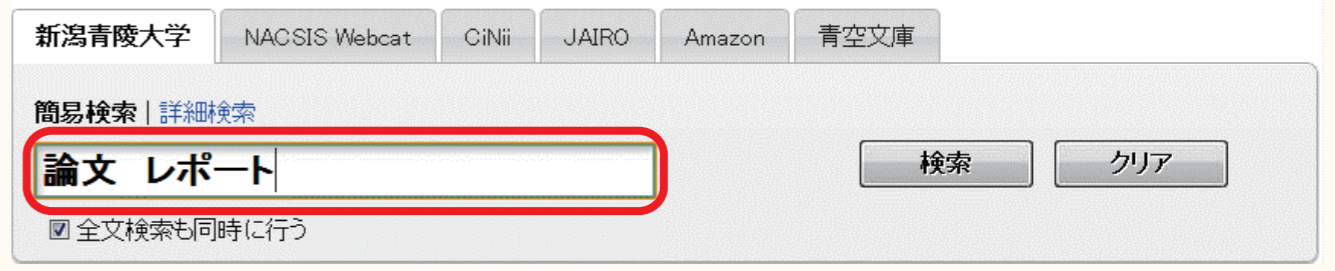 新潟青陵大学 NACSIS Webcat CiNii JAIRO Amazon 青空文庫
簡易検索 | 詳細検索
論文 レポート 検索 クリア
全文検索も同時に行う